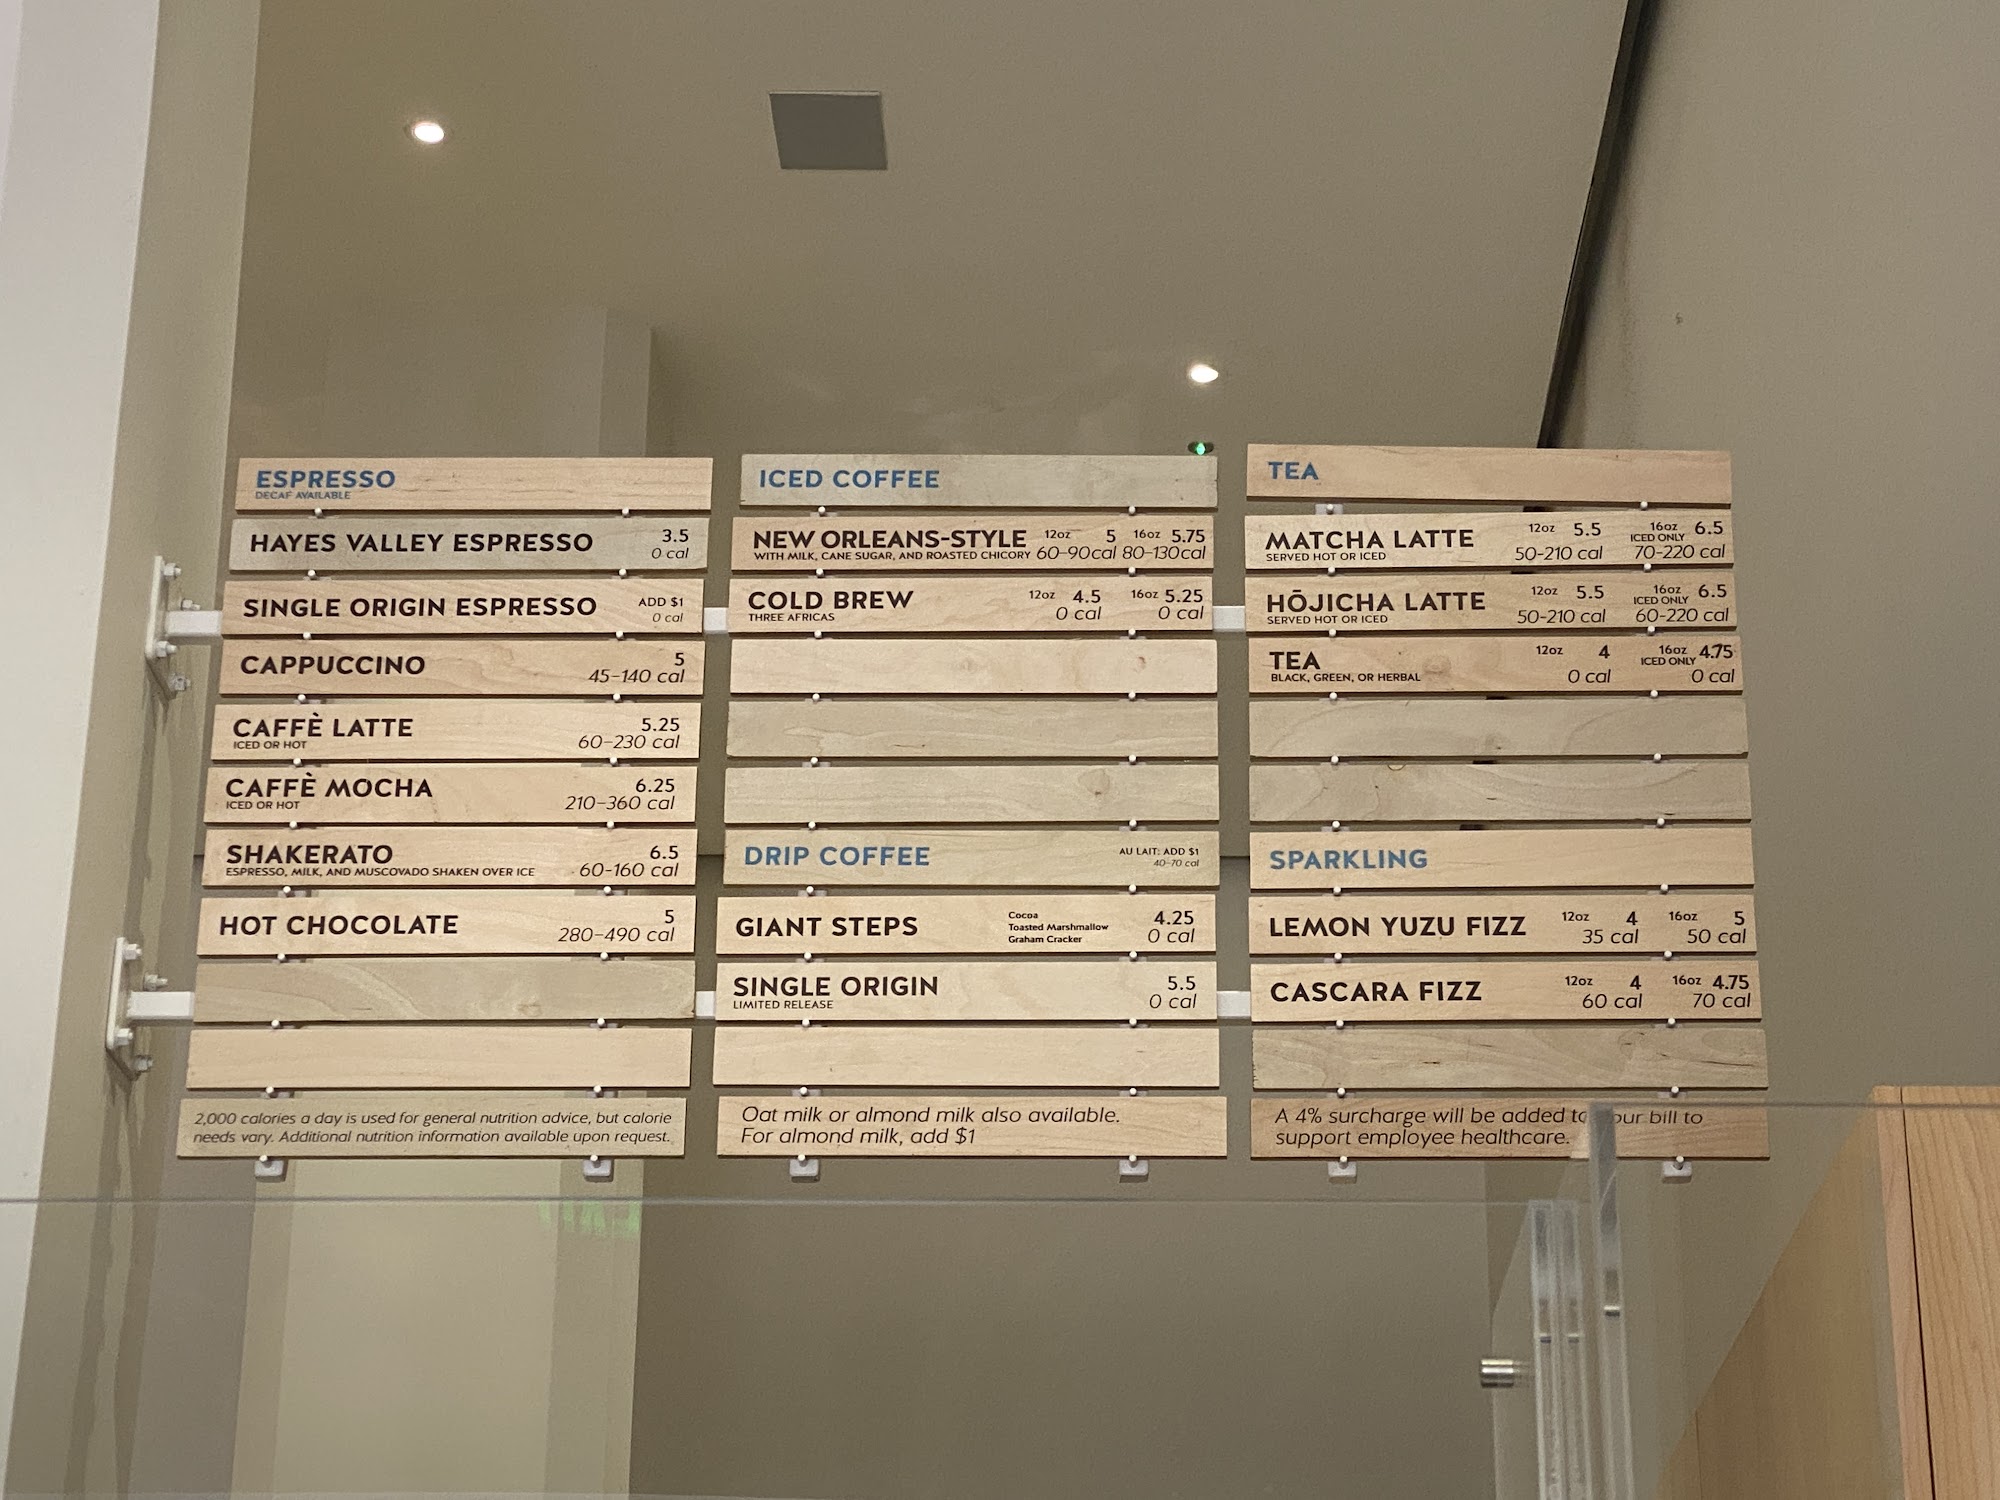 ESPRESSO
DECAF AVAILABLE
HAYES VALLEY ESPRESSO 3.5
0 cal
SINGLE ORIGIN ESPRESSO ADD $1
0 cal
CAPPUCCINO 5
45-140 cal
CAFFÈ LATTE 5.25
ICED OR HOT 60-230 cal
CAFFÈ MOCHA 6.25
ICED OR HOT 210-360 cal
SHAKERATO 6.5
ESPRESSO, MILK, AND MUSCOVADO SHAKEN OVER ICE 60-160 cal
HOT CHOCOLATE 5
280-490 cal
2,000 calories a day is used for general nutrition advice, but calorie
needs vary. Additional nutrition information available upon request.
ICED COFFEE
NEW ORLEANS-STYLE 12oz 5 16oz 5.75
WITH MILK, CANE SUGAR, AND ROASTED CHICORY 60-90cal 80-130cal
COLD BREW 12oz 4.5 16oz 5.25
THREE AFRICAS 0 cal 0 cal
DRIP COFFEE AU LAIT: ADD $1
40-70 cal
GIANT STEPS Cocoa 4.25
Toasted Marshmallow
Graham Cracker 0 cal
SINGLE ORIGIN 5.5
LIMITED RELEASE 0 cal
Oat milk or almond milk also available.
For almond milk, add $1
TEA
MATCHA LATTE 12oz 5.5 16oz ICED ONLY 6.5
SERVED HOT OR ICED 50-210 cal 70-220 cal
HŌJICHA LATTE 12oz 5.5 16oz ICED ONLY 6.5
SERVED HOT OR ICED 50-210 cal 60-220 cal
TEA 12oz 4 16oz ICED ONLY 4.75
BLACK, GREEN, OR HERBAL 0 cal 0 cal
SPARKLING
LEMON YUZU FIZZ 12oz 4 16oz 5
35 cal 50 cal
CASCARA FIZZ 12oz 4 16oz 4.75
60 cal 70 cal
A 4% surcharge will be added to your bill to
support employee healthcare.